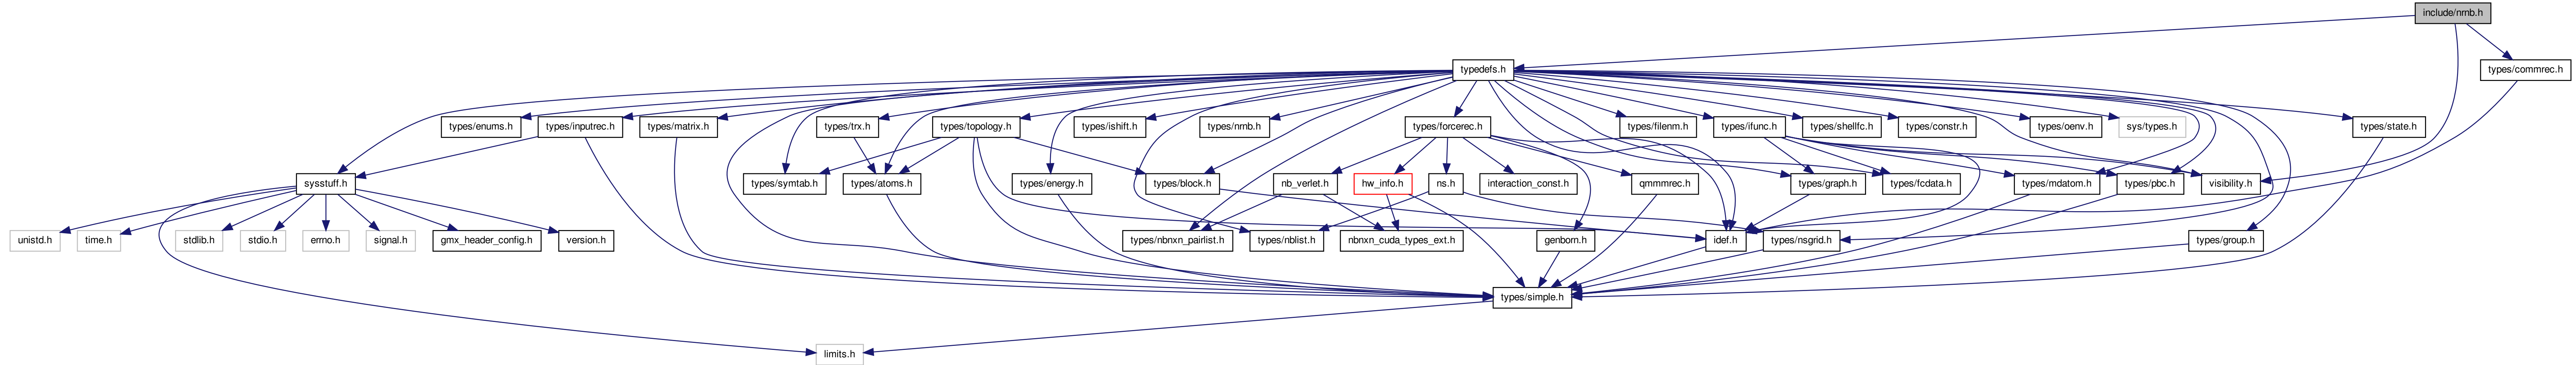 include/nrnb.h
typedefs.h
types/commrec.h
types/enums.h
types/inputrec.h
types/matrix.h
types/trx.h
types/topology.h
types/ishift.h
types/nrnb.h
types/forcerec.h
types/filenm.h
types/ifunc.h
types/shellfc.h
types/constr.h
types/oenv.h
sys/types.h
types/state.h
sysstuff.h
types/symtab.h
types/atoms.h
types/energy.h
types/block.h
nb_verlet.h
hw_info.h
ns.h
interaction_const.h
qmmmrec.h
types/graph.h
types/fcdata.h
types/mdatom.h
types/pbc.h
visibility.h
unistd.h
time.h
stdlib.h
stdio.h
errno.h
signal.h
gmx_header_config.h
version.h
types/nbnxn_pairlist.h
types/nblist.h
nbnxn_cuda_types_ext.h
genborn.h
idef.h
types/nsgrid.h
types/group.h
types/simple.h
limits.h